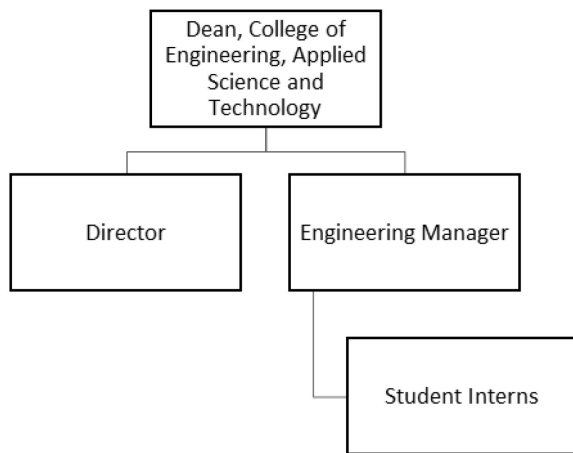 Dean, College of
Engineering, Applied
Science and
Technology
Director
Engineering Manager
Student Interns